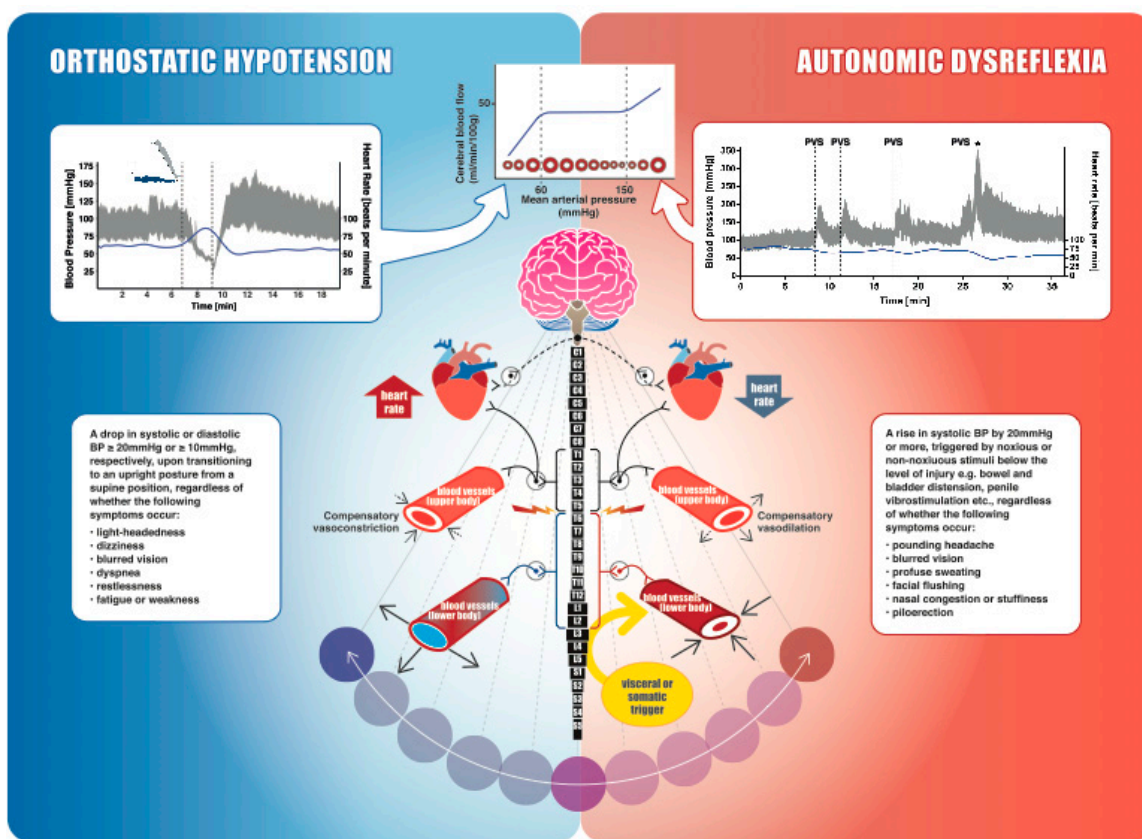 ORTHOSTATIC HYPOTENSION
AUTONOMIC DYSREFLEXIA
Cerebral blood flow
(ml/min/100g)
50
60
150
Mean arterial pressure
(mmHg)
Blood Pressure [mmHg]
175
150
125
100
75
50
25
2 4 6 8 10 12 14 16 18
Time [min]
100
75
50
25
Heart Rate
[beats per minute]
PVS PVS PVS PVS *
Blood pressure [mmHg]
350
300
250
200
150
100
50
0
0 5 10 15 20 25 30 35
Time [min]
100
75
50
25
0
Heart rate
[beats per min]
heart
rate
heart
rate
C1
C2
C3
C4
C5
C6
C7
C8
T1
T2
T3
T4
T5
T6
T7
T8
T9
T10
T11
T12
L1
L2
L3
L4
L5
S1
S2
S3
S4
S5
A drop in systolic or diastolic
BP ≥ 20mmHg or ≥ 10mmHg,
respectively, upon transitioning
to an upright posture from a
supine position, regardless of
whether the following
symptoms occur:
• light-headedness
• dizziness
• blurred vision
• dyspnea
• restlessness
• fatigue or weakness
blood vessels
(upper body)
Compensatory
vasoconstriction
blood vessels
(lower body)
blood vessels
(upper body)
Compensatory
vasodilation
blood vessels
(lower body)
visceral or
somatic
trigger
A rise in systolic BP by 20mmHg
or more, triggered by noxious or
non-noxiuous stimuli below the
level of injury e.g. bowel and
bladder distension, penile
vibrostimulation etc., regardless
of whether the following
symptoms occur:
• pounding headache
• blurred vision
• profuse sweating
• facial flushing
• nasal congestion or stuffiness
• piloerection